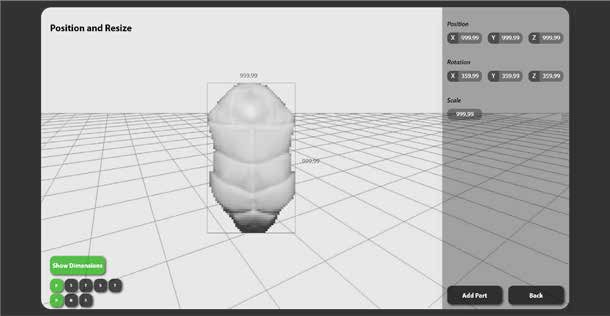 Position and Resize
Position
X 999.99 Y 999.99 Z 999.99
Rotation
X 359.99 Y 359.99 Z 359.99
Scale
999.99
999.99
999.99
Show Dimensions
Add Part
Back